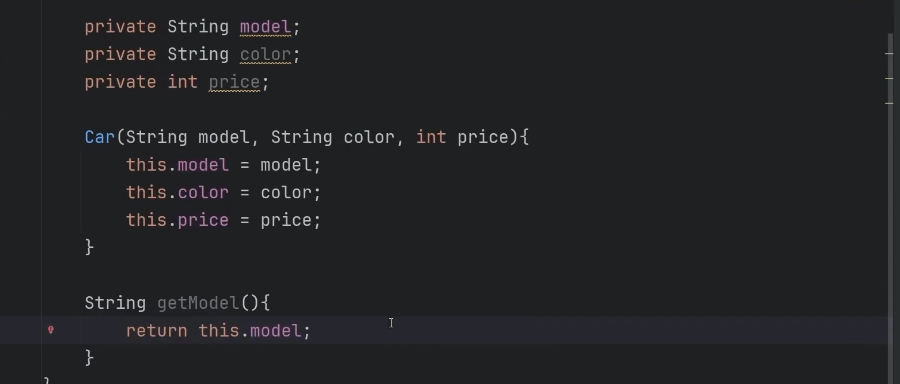 private String model;
private String color;
private int price;
Car(String model, String color, int price){
this.model = model;
this.color = color;
this.price = price;
}
String getModel(){
return this.model;
}
}